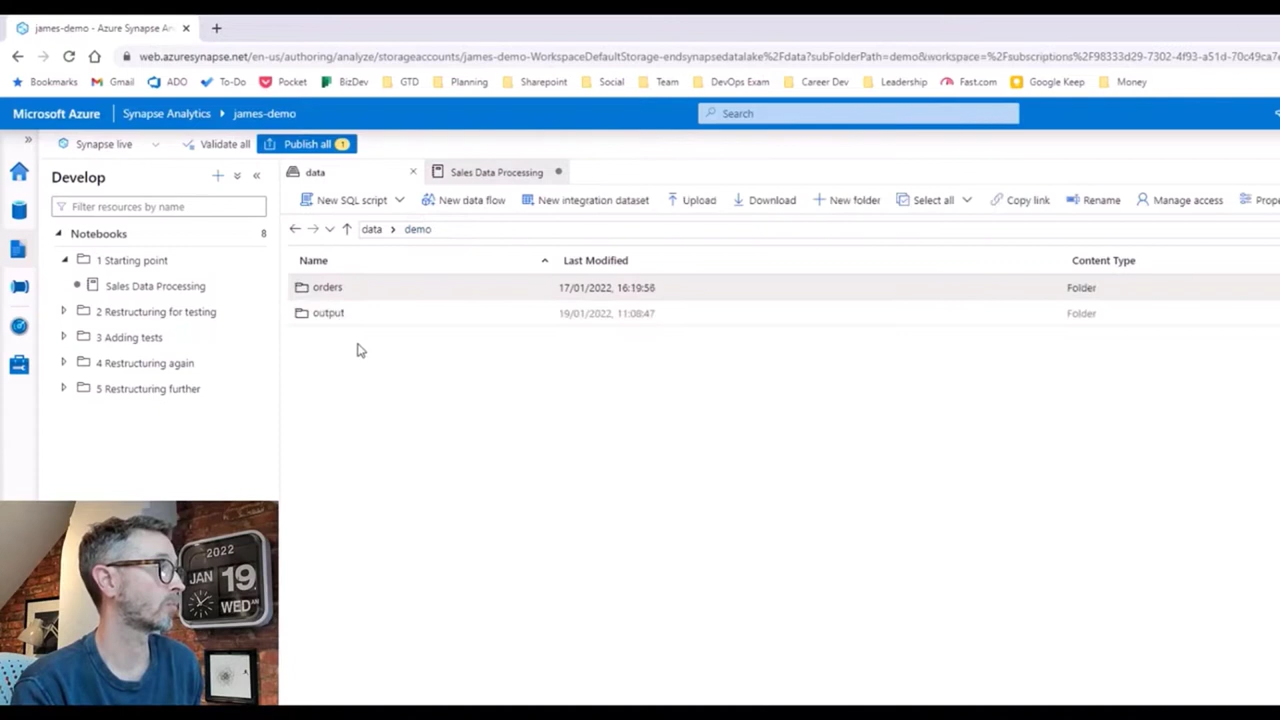 james-demo - Azure Synapse An
web.azuresynapse.net/en-us/authoring/analyze/storageaccounts/james-demo-WorkspaceDefaultStorage-endsynapsedatalake%2Fdata?subFolderPath=demo&workspace=%2Fsubscriptions%2F98333d29-7302-4f93-a51d-70c49ca7e
Bookmarks Gmail ADO To-Do Pocket BizDev GTD Planning Sharepoint Social Team DevOps Exam Career Dev Leadership Fast.com Google Keep Money
Microsoft Azure Synapse Analytics james-demo Search
Synapse live Validate all Publish all 1
Develop
Filter resources by name
Notebooks 8
1 Starting point
Sales Data Processing
2 Restructuring for testing
3 Adding tests
4 Restructuring again
5 Restructuring further
data Sales Data Processing
New SQL script New data flow New integration dataset Upload Download New folder Select all Copy link Rename Manage access Prope
data demo
Name Last Modified Content Type
orders 17/01/2022, 16:19:56 Folder
output 19/01/2022, 11:08:47 Folder
2022
JAN 19
WED